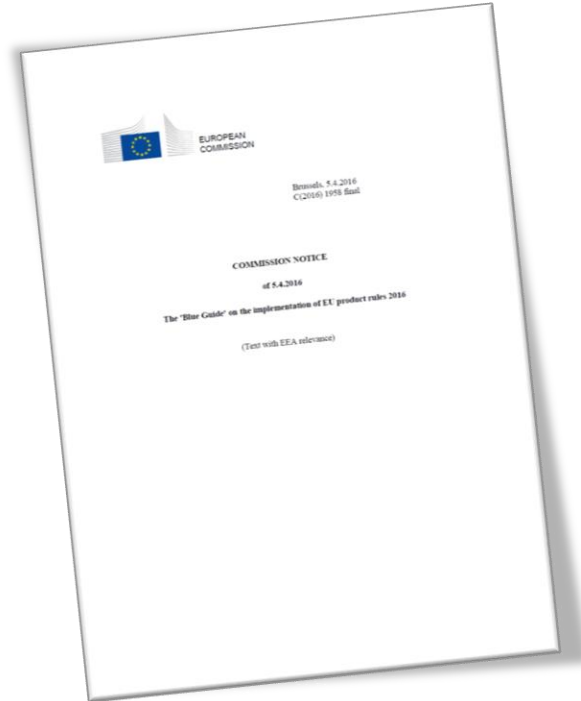 EUROPEAN
COMMISSION
Brussels, 5.4.2016
C(2016) 1958 final
COMMISSION NOTICE
of 5.4.2016
The 'Blue Guide' on the implementation of EU product rules 2016
(Text with EEA relevance)